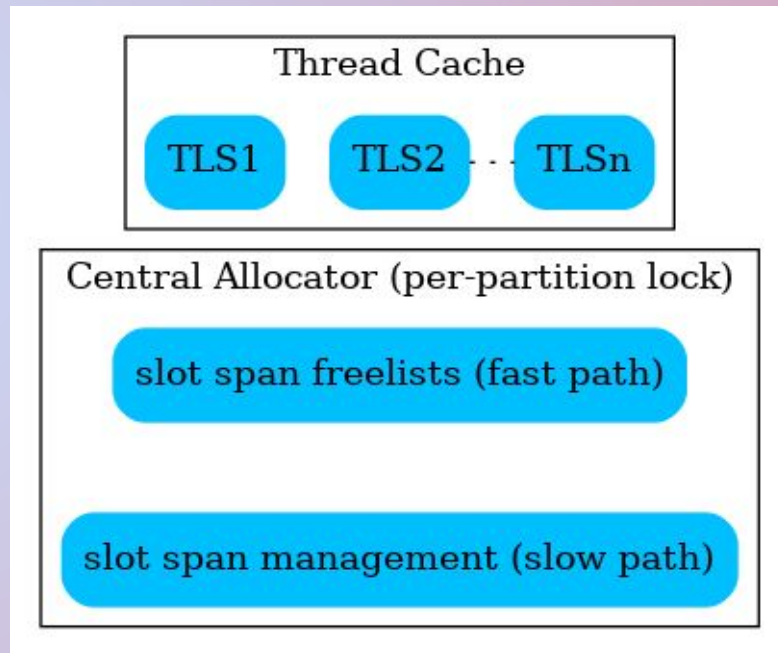 Thread Cache
TLS1 TLS2 . . . TLSn
Central Allocator (per-partition lock)
slot span freelists (fast path)
slot span management (slow path)